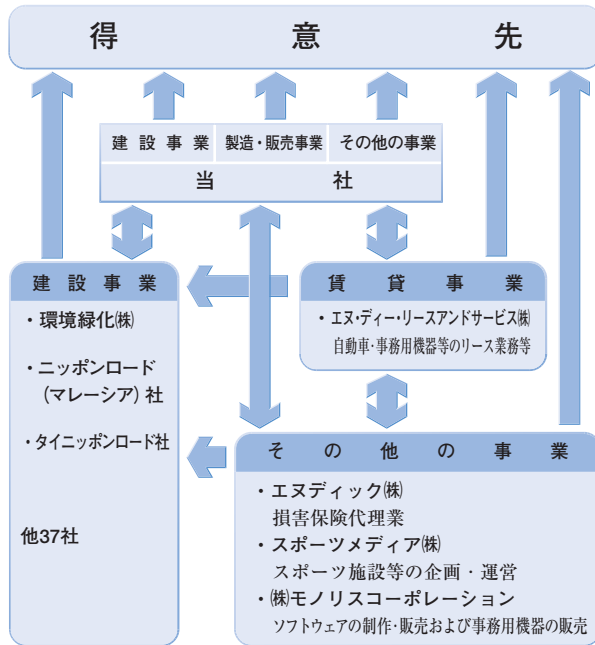 得意先
建設事業 製造・販売事業 その他の事業
当社
建設事業
・環境緑化㈱
・ニッポンロード
(マレーシア)社
・タイニッポンロード社
他37社
賃貸事業
・エヌ・ディー・リースアンドサービス㈱
自動車・事務用機器等のリース業務等
その他の事業
・エヌディック㈱
損害保険代理業
・スポーツメディア㈱
スポーツ施設等の企画・運営
・㈱モノリスコーポレーション
ソフトウェアの制作・販売および事務用機器の販売